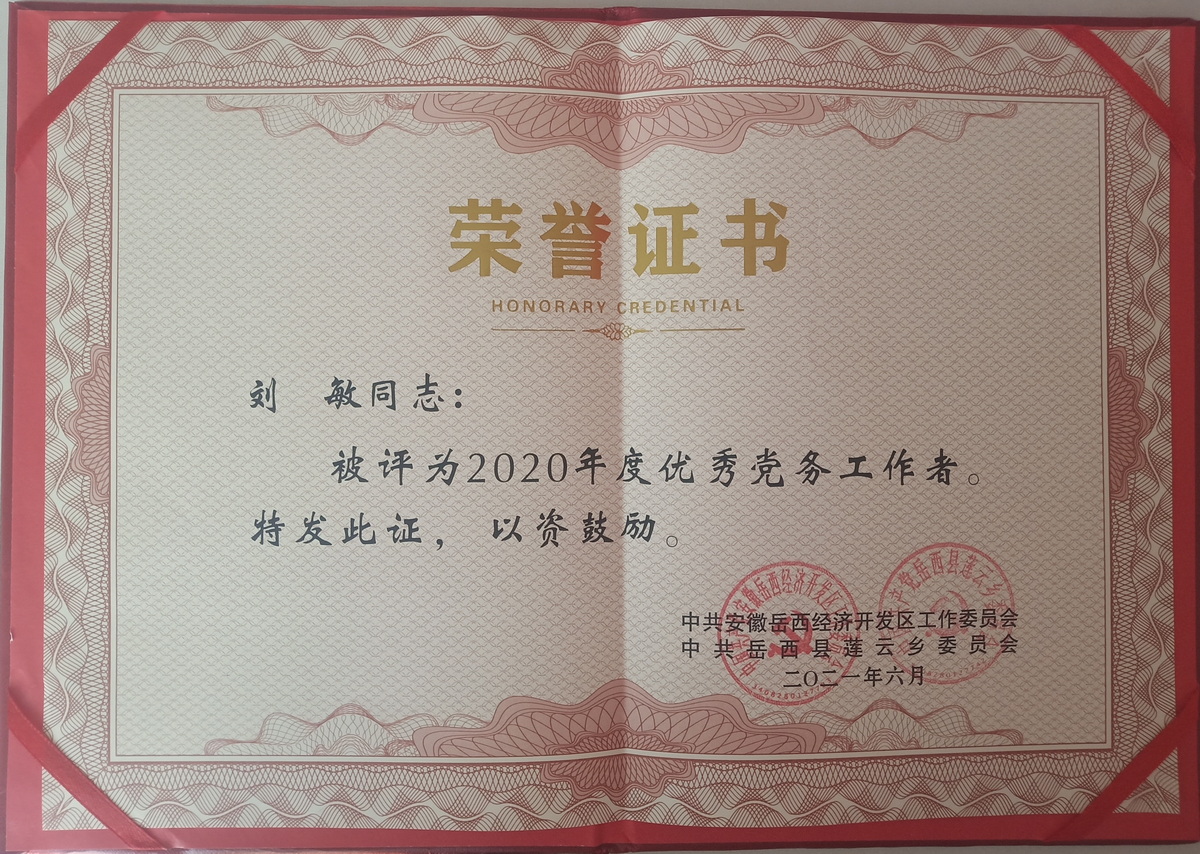 荣誉证书
HONORARY CREDENTIAL
刘 敏同志：
被评为2020年度优秀党务工作者。
特发此证， 以资鼓励。
中共安徽岳西经济开发区工作委员会
中共岳西县莲云乡委员会
二〇二一年六月